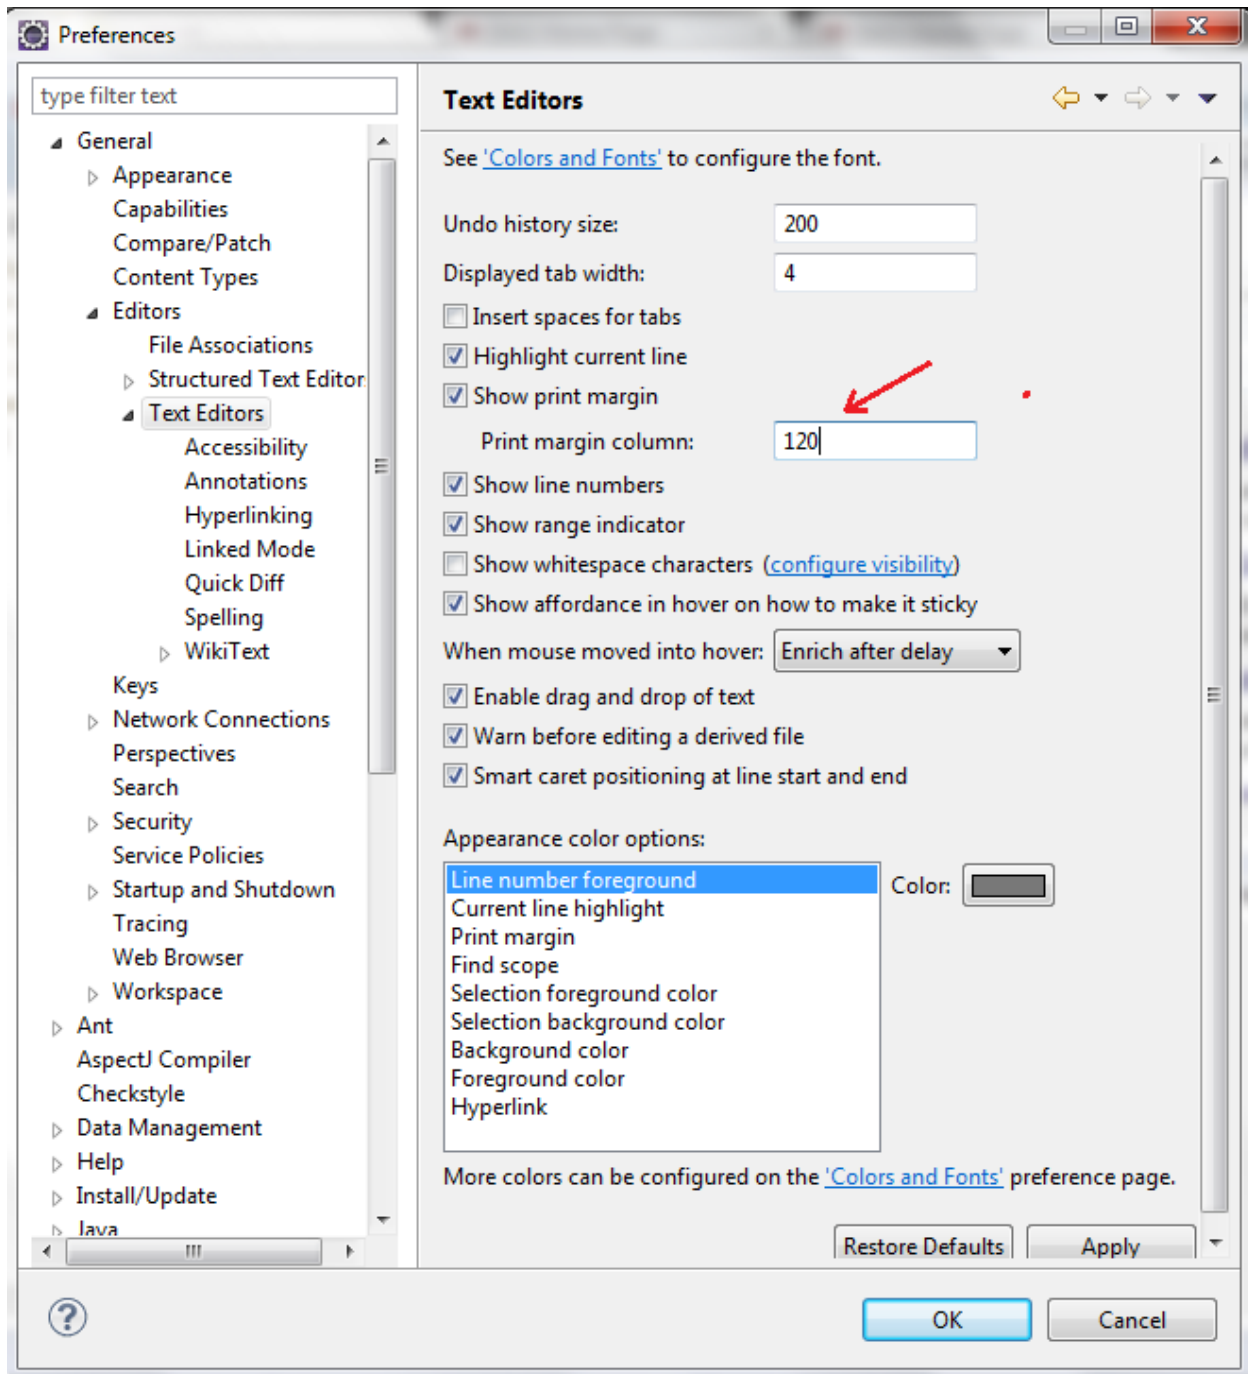 Preferences
type filter text
General
Appearance
Capabilities
Compare/Patch
Content Types
Editors
File Associations
Structured Text Editor
Text Editors
Accessibility
Annotations
Hyperlinking
Linked Mode
Quick Diff
Spelling
WikiText
Keys
Network Connections
Perspectives
Search
Security
Service Policies
Startup and Shutdown
Tracing
Web Browser
Workspace
Ant
AspectJ Compiler
Checkstyle
Data Management
Help
Install/Update
Java
Text Editors
See 'Colors and Fonts' to configure the font.
Undo history size: 200
Displayed tab width: 4
Insert spaces for tabs
Highlight current line
Show print margin
Print margin column: 120
Show line numbers
Show range indicator
Show whitespace characters (configure visibility)
Show affordance in hover on how to make it sticky
When mouse moved into hover: Enrich after delay
Enable drag and drop of text
Warn before editing a derived file
Smart caret positioning at line start and end
Appearance color options:
Line number foreground
Current line highlight
Print margin
Find scope
Selection foreground color
Selection background color
Background color
Foreground color
Hyperlink
Color:
More colors can be configured on the 'Colors and Fonts' preference page.
Restore Defaults Apply
? OK Cancel